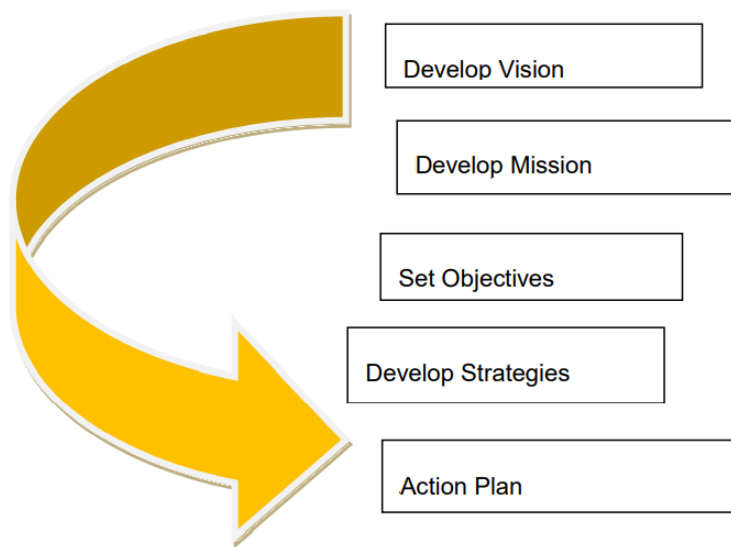 Develop Vision
Develop Mission
Set Objectives
Develop Strategies
Action Plan